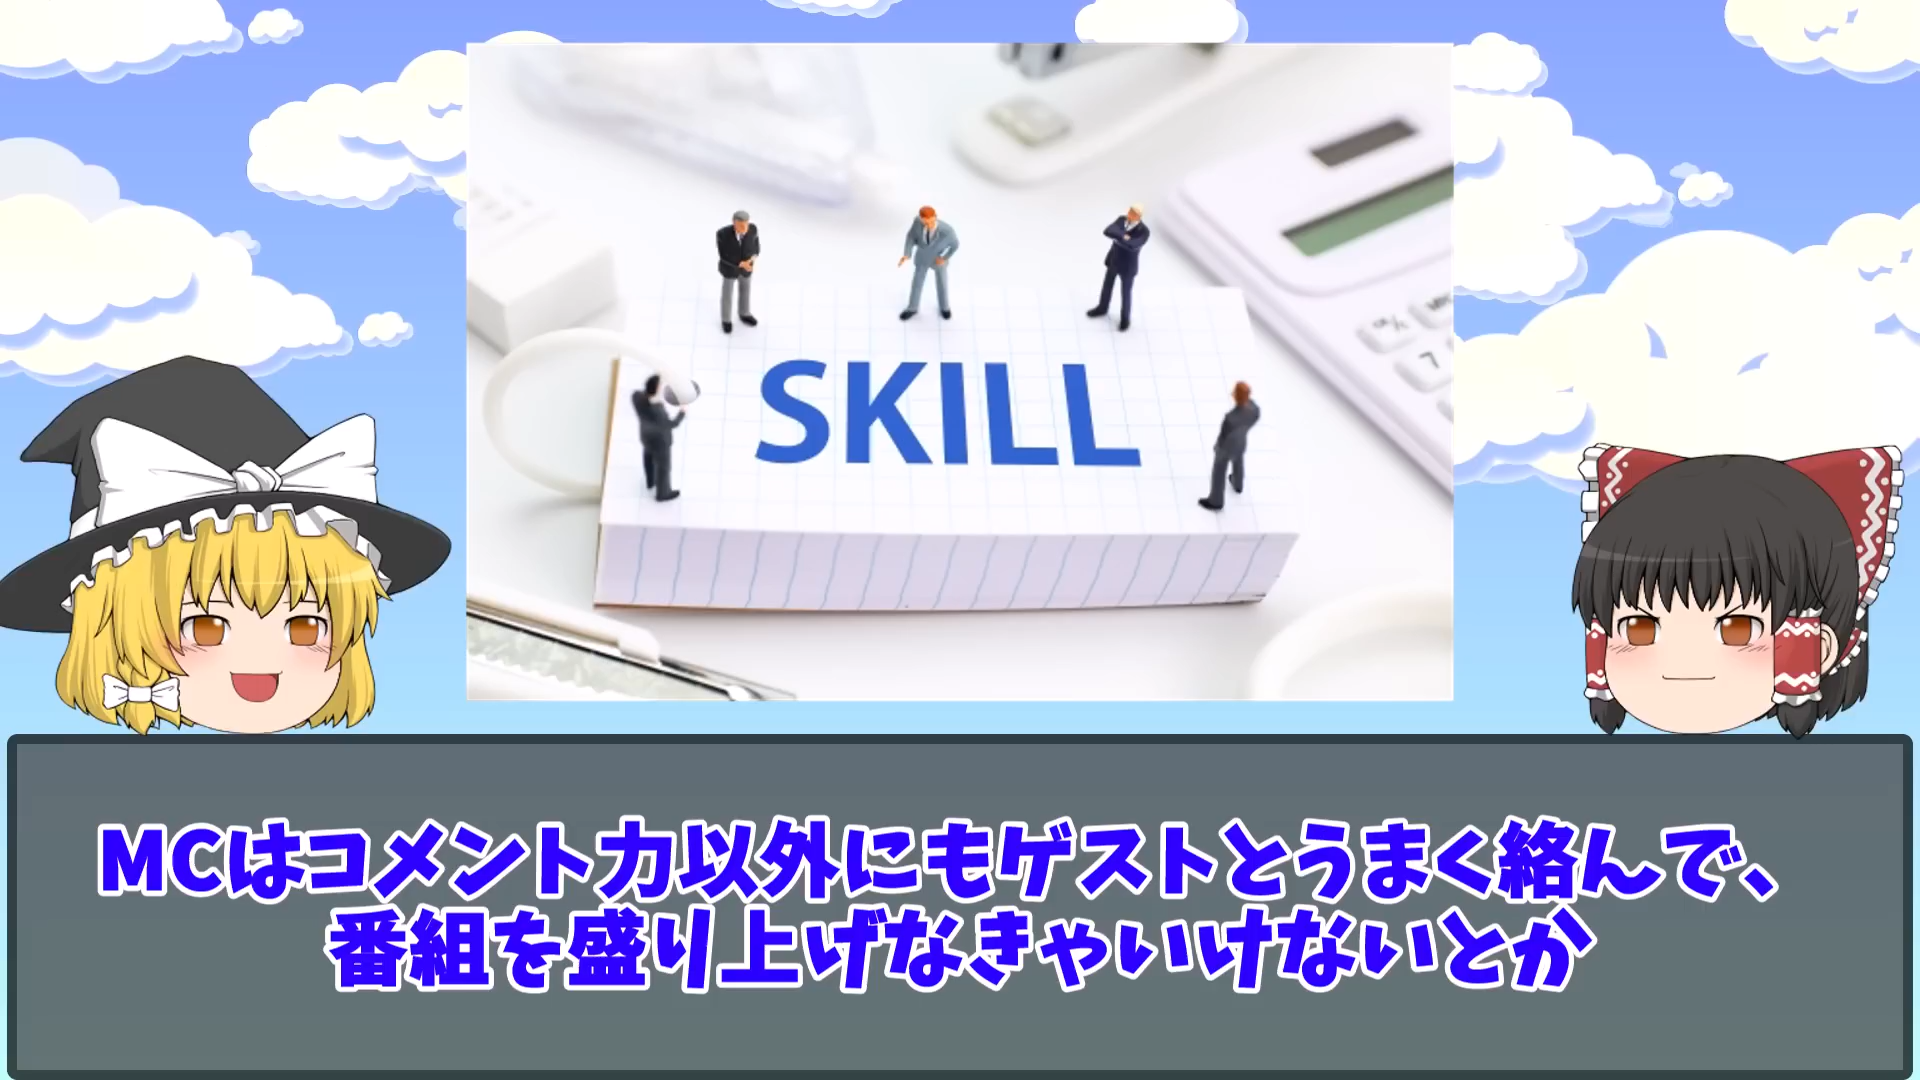 SKILL
7
MCはコメント力以外にもゲストとうまく絡んで、
番組を盛り上げなきゃいけないとか